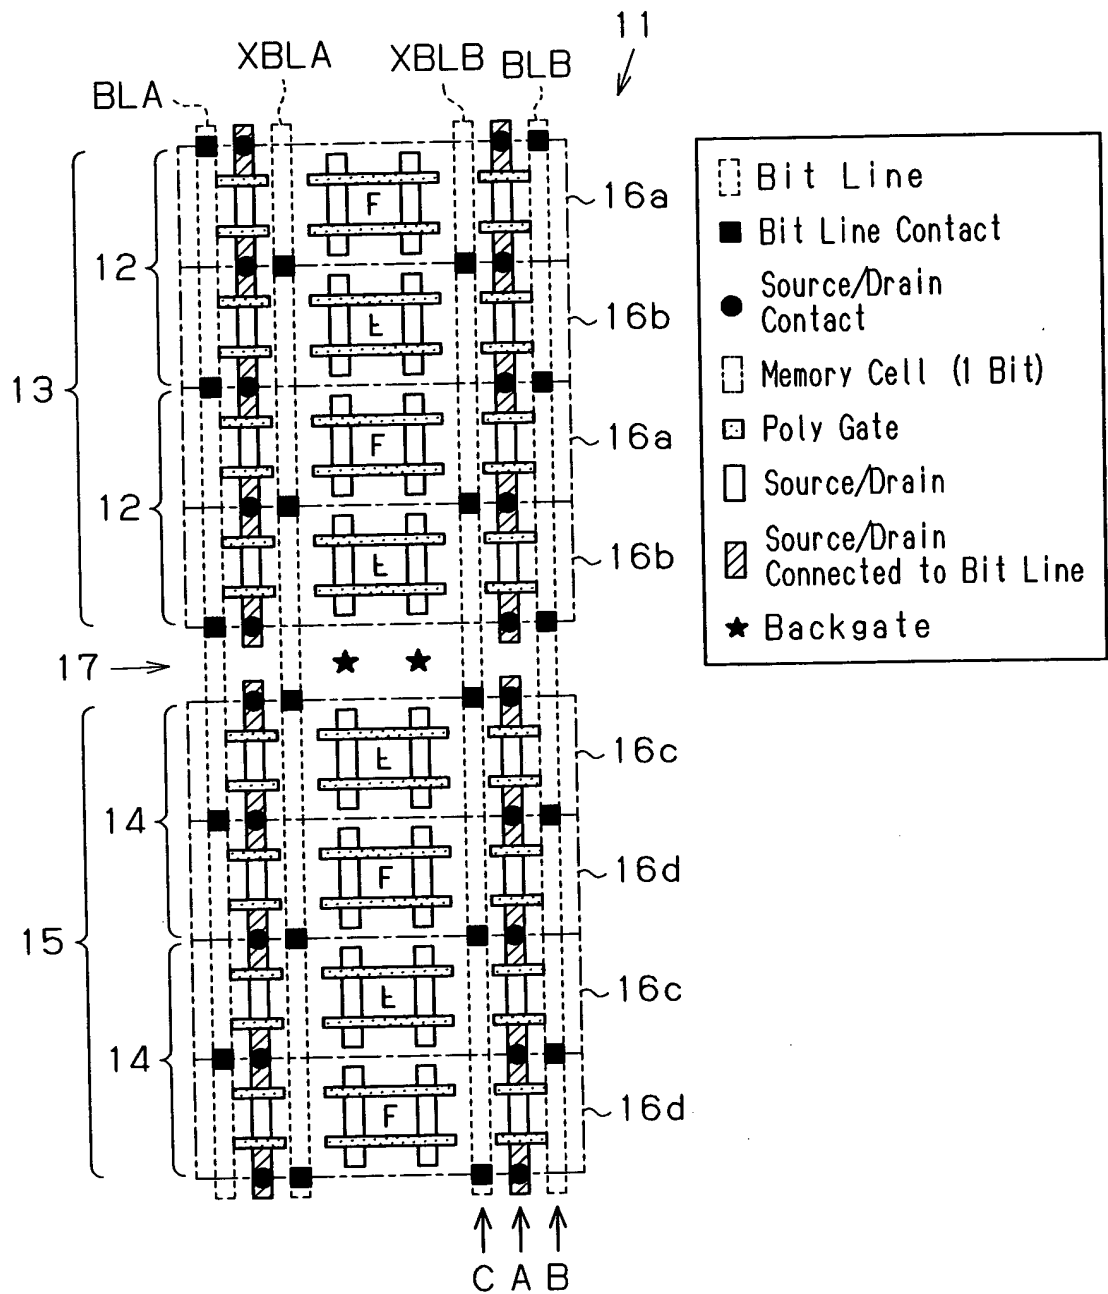 11
XBLA
XBLB
BLB
BLA
Bit Line
Bit Line Contact
Source/Drain
Contact
Memory Cell (1 Bit)
Poly Gate
Source/Drain
Source/Drain
Connected to Bit Line
Backgate
13
12
F
16a
F
16b
12
F
16a
F
16b
17
15
14
F
16c
F
16d
14
F
16c
F
16d
C A B